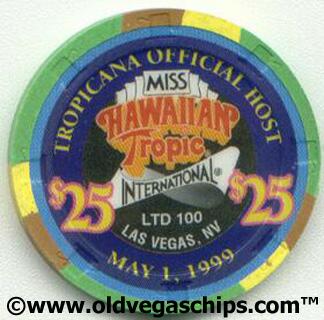 TROPICANA OFFICIAL HOST
MISS
HAWAIIAN
Tropic
INTERNATIONAL®
$25 $25
LTD 100
LAS VEGAS, NV
MAY 1, 1999
©www.oldvegaschips.com™